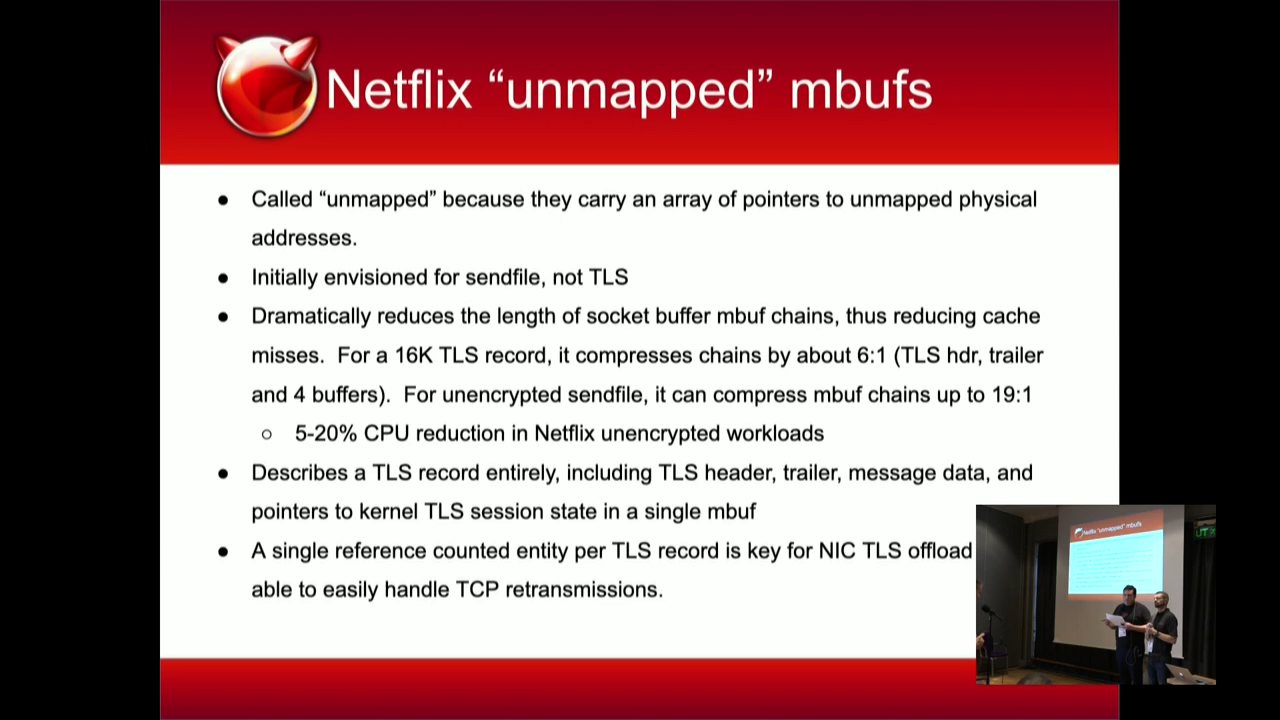 Netflix “unmapped” mbufs
● Called “unmapped” because they carry an array of pointers to unmapped physical
addresses.
● Initially envisioned for sendfile, not TLS
● Dramatically reduces the length of socket buffer mbuf chains, thus reducing cache
misses.  For a 16K TLS record, it compresses chains by about 6:1 (TLS hdr, trailer
and 4 buffers).  For unencrypted sendfile, it can compress mbuf chains up to 19:1
○ 5-20% CPU reduction in Netflix unencrypted workloads
● Describes a TLS record entirely, including TLS header, trailer, message data, and
pointers to kernel TLS session state in a single mbuf
● A single reference counted entity per TLS record is key for NIC TLS offload
able to easily handle TCP retransmissions.
Netflix “unmapped” mbufs